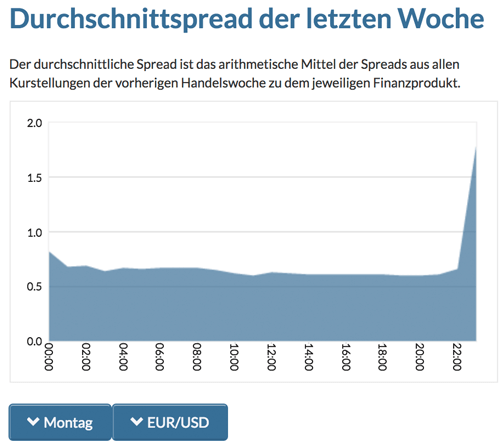 Durchschnittspread der letzten Woche
Der durchschnittliche Spread ist das arithmetische Mittel der Spreads aus allen
Kurstellungen der vorherigen Handelswoche zu dem jeweiligen Finanzprodukt.
2.0
1.5
1.0
0.5
0.0
00:00 02:00 04:00 06:00 08:00 10:00 12:00 14:00 16:00 18:00 20:00 22:00
Montag EUR/USD